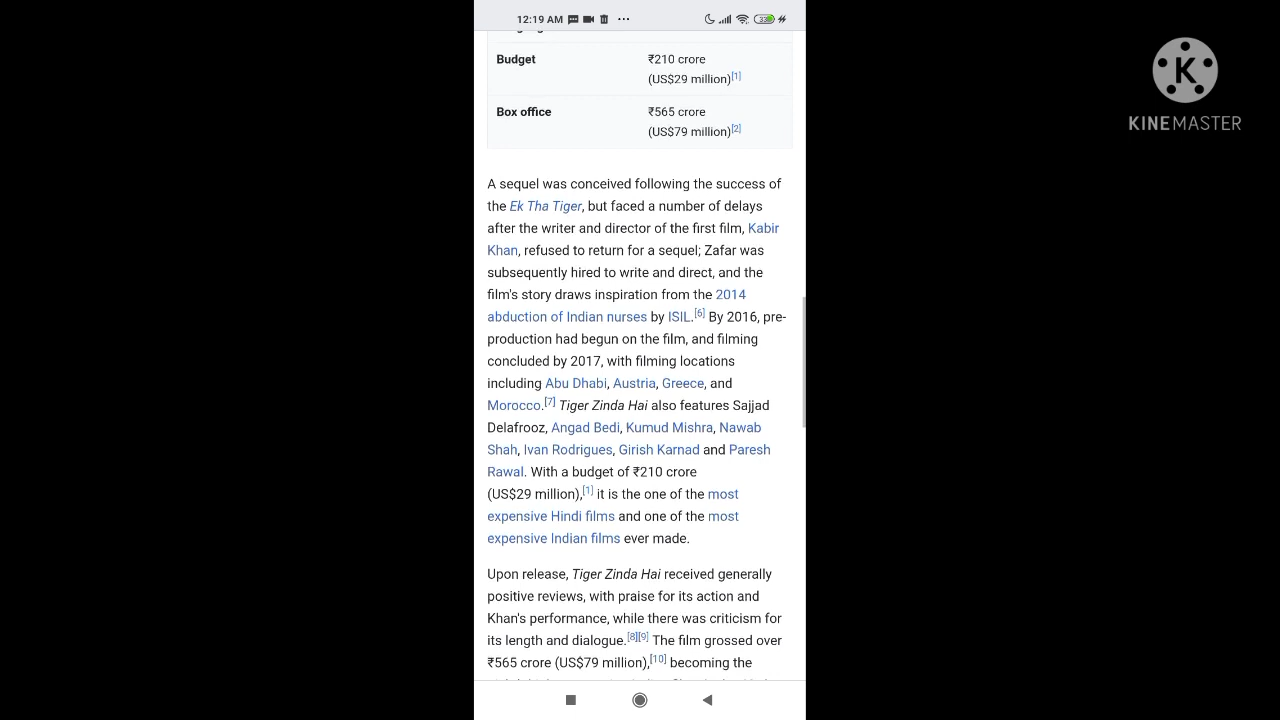 12:19 AM
33
K
KINEMASTER
Budget
₹210 crore
(US$29 million)[1]
Box office
₹565 crore
(US$79 million)[2]
A sequel was conceived following the success of
the Ek Tha Tiger, but faced a number of delays
after the writer and director of the first film, Kabir
Khan, refused to return for a sequel; Zafar was
subsequently hired to write and direct, and the
film's story draws inspiration from the 2014
abduction of Indian nurses by ISIL.[6] By 2016, pre-
production had begun on the film, and filming
concluded by 2017, with filming locations
including Abu Dhabi, Austria, Greece, and
Morocco.[7] Tiger Zinda Hai also features Sajjad
Delafrooz, Angad Bedi, Kumud Mishra, Nawab
Shah, Ivan Rodrigues, Girish Karnad and Paresh
Rawal. With a budget of ₹210 crore
(US$29 million),[1] it is the one of the most
expensive Hindi films and one of the most
expensive Indian films ever made.
Upon release, Tiger Zinda Hai received generally
positive reviews, with praise for its action and
Khan's performance, while there was criticism for
its length and dialogue.[8][9] The film grossed over
₹565 crore (US$79 million),[10] becoming the